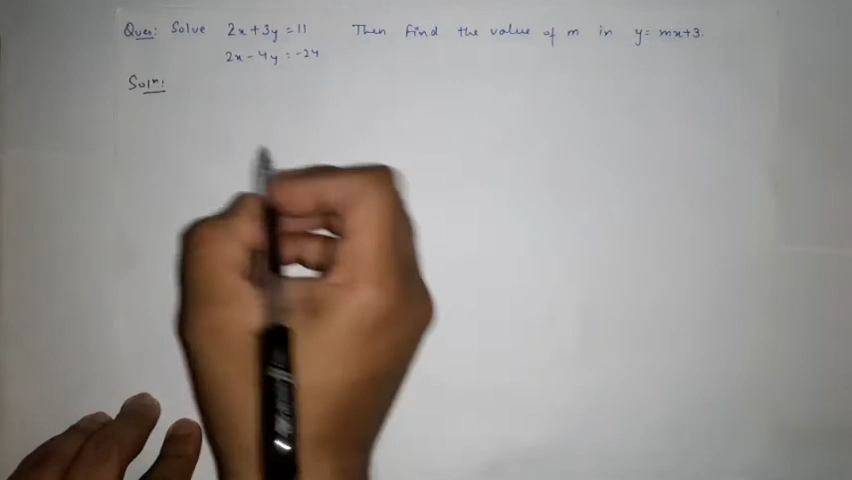 Ques: Solve 2x+3y=11 Then find the value of m in y=mx+3.
2x-4y=-24
Soln: